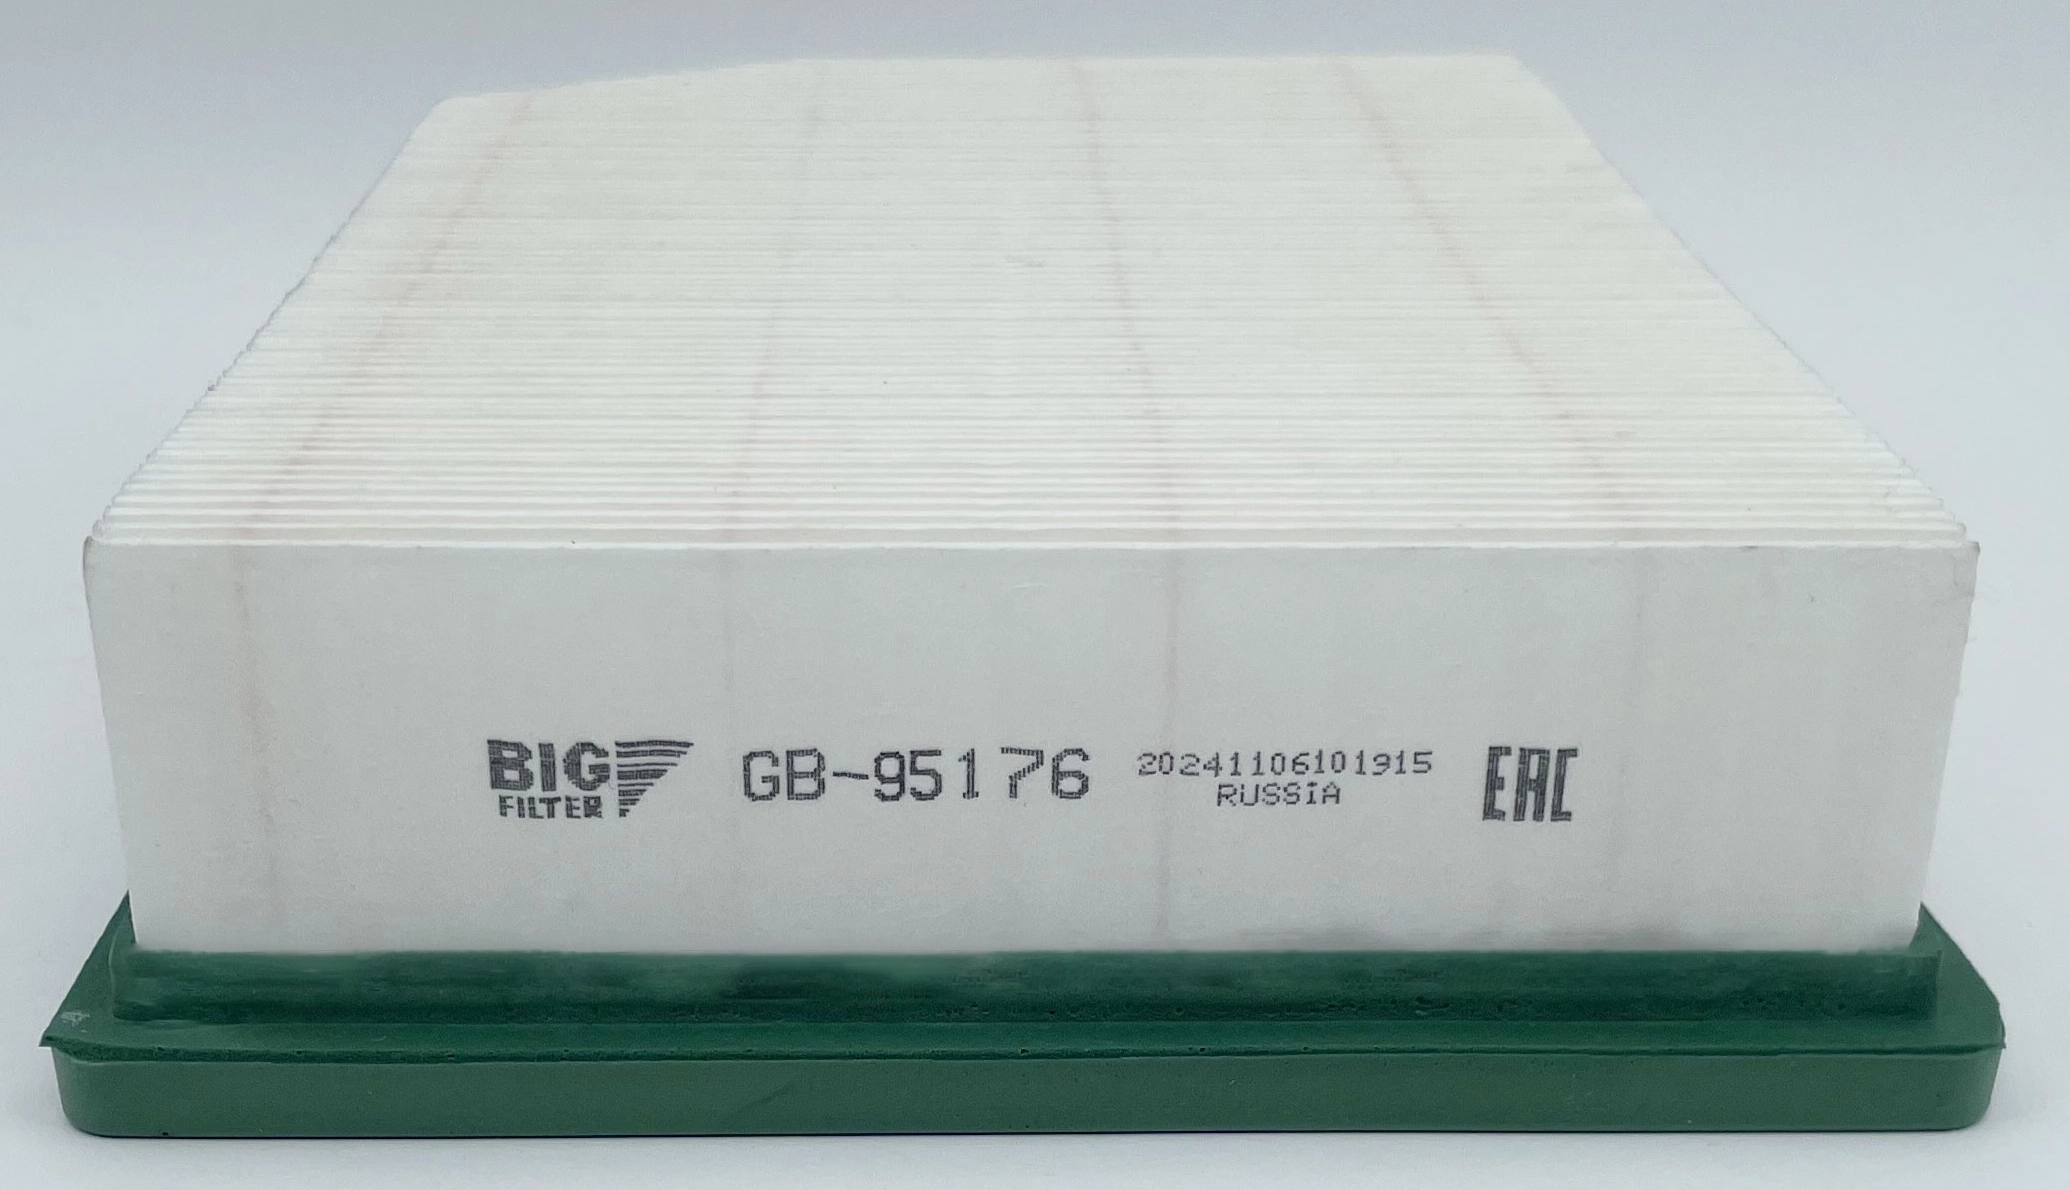 BIG
FILTER
GB-95176
20241106101915
RUSSIA
EAC